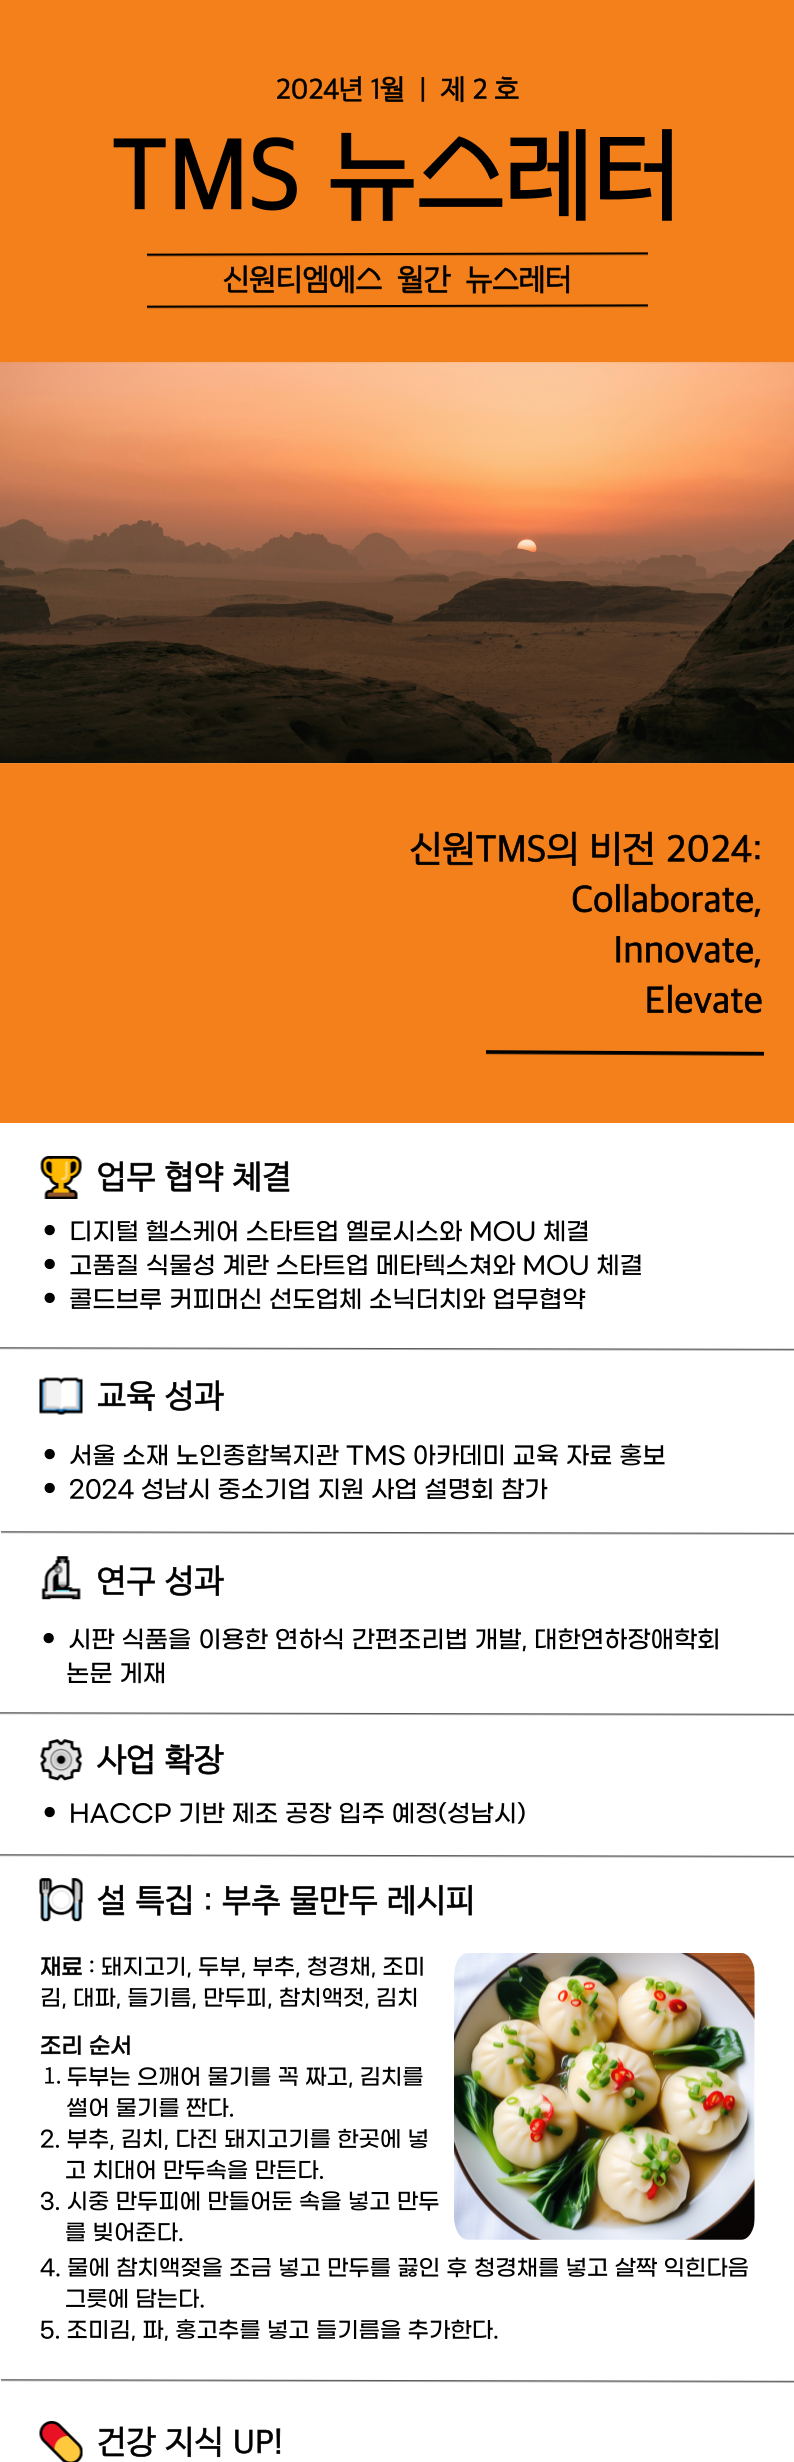 2024년 1월 | 제 2 호
TMS 뉴스레터
신원티엠에스 월간 뉴스레터
신원TMS의 비전 2024:
Collaborate,
Innovate,
Elevate
업무 협약 체결
• 디지털 헬스케어 스타트업 옐로시스와 MOU 체결
• 고품질 식물성 계란 스타트업 메타텍스쳐와 MOU 체결
• 콜드브루 커피머신 선도업체 소닉더치와 업무협약
교육 성과
• 서울 소재 노인종합복지관 TMS 아카데미 교육 자료 홍보
• 2024 성남시 중소기업 지원 사업 설명회 참가
연구 성과
• 시판 식품을 이용한 연하식 간편조리법 개발, 대한연하장애학회
논문 게재
사업 확장
• HACCP 기반 제조 공장 입주 예정(성남시)
설 특집 : 부추 물만두 레시피
재료 : 돼지고기, 두부, 부추, 청경채, 조미
김, 대파, 들기름, 만두피, 참치액젓, 김치
조리 순서
1. 두부는 으깨어 물기를 꼭 짜고, 김치를
썰어 물기를 짠다.
2. 부추, 김치, 다진 돼지고기를 한곳에 넣
고 치대어 만두속을 만든다.
3. 시중 만두피에 만들어둔 속을 넣고 만두
를 빚어준다.
4. 물에 참치액젖을 조금 넣고 만두를 끓인 후 청경채를 넣고 살짝 익힌다음
그릇에 담는다.
5. 조미김, 파, 홍고추를 넣고 들기름을 추가한다.
건강 지식 UP!